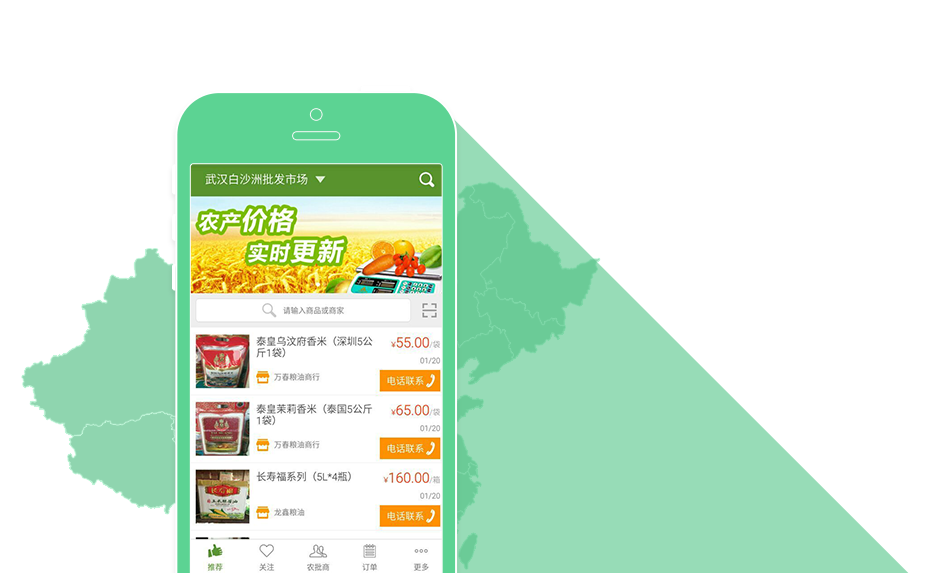 武汉白沙洲批发市场
农产价格
实时更新
请输入商品或商家
泰皇乌汶府香米（深圳5公
斤1袋）
¥55.00/袋
01/20
万春粮油商行
电话联系
泰皇茉莉香米（泰国5公斤
1袋）
¥65.00/袋
01/20
万春粮油商行
电话联系
长寿福系列（5L*4瓶）
¥160.00/箱
01/20
龙鑫粮油
电话联系
推荐
关注
农批商
订单
更多